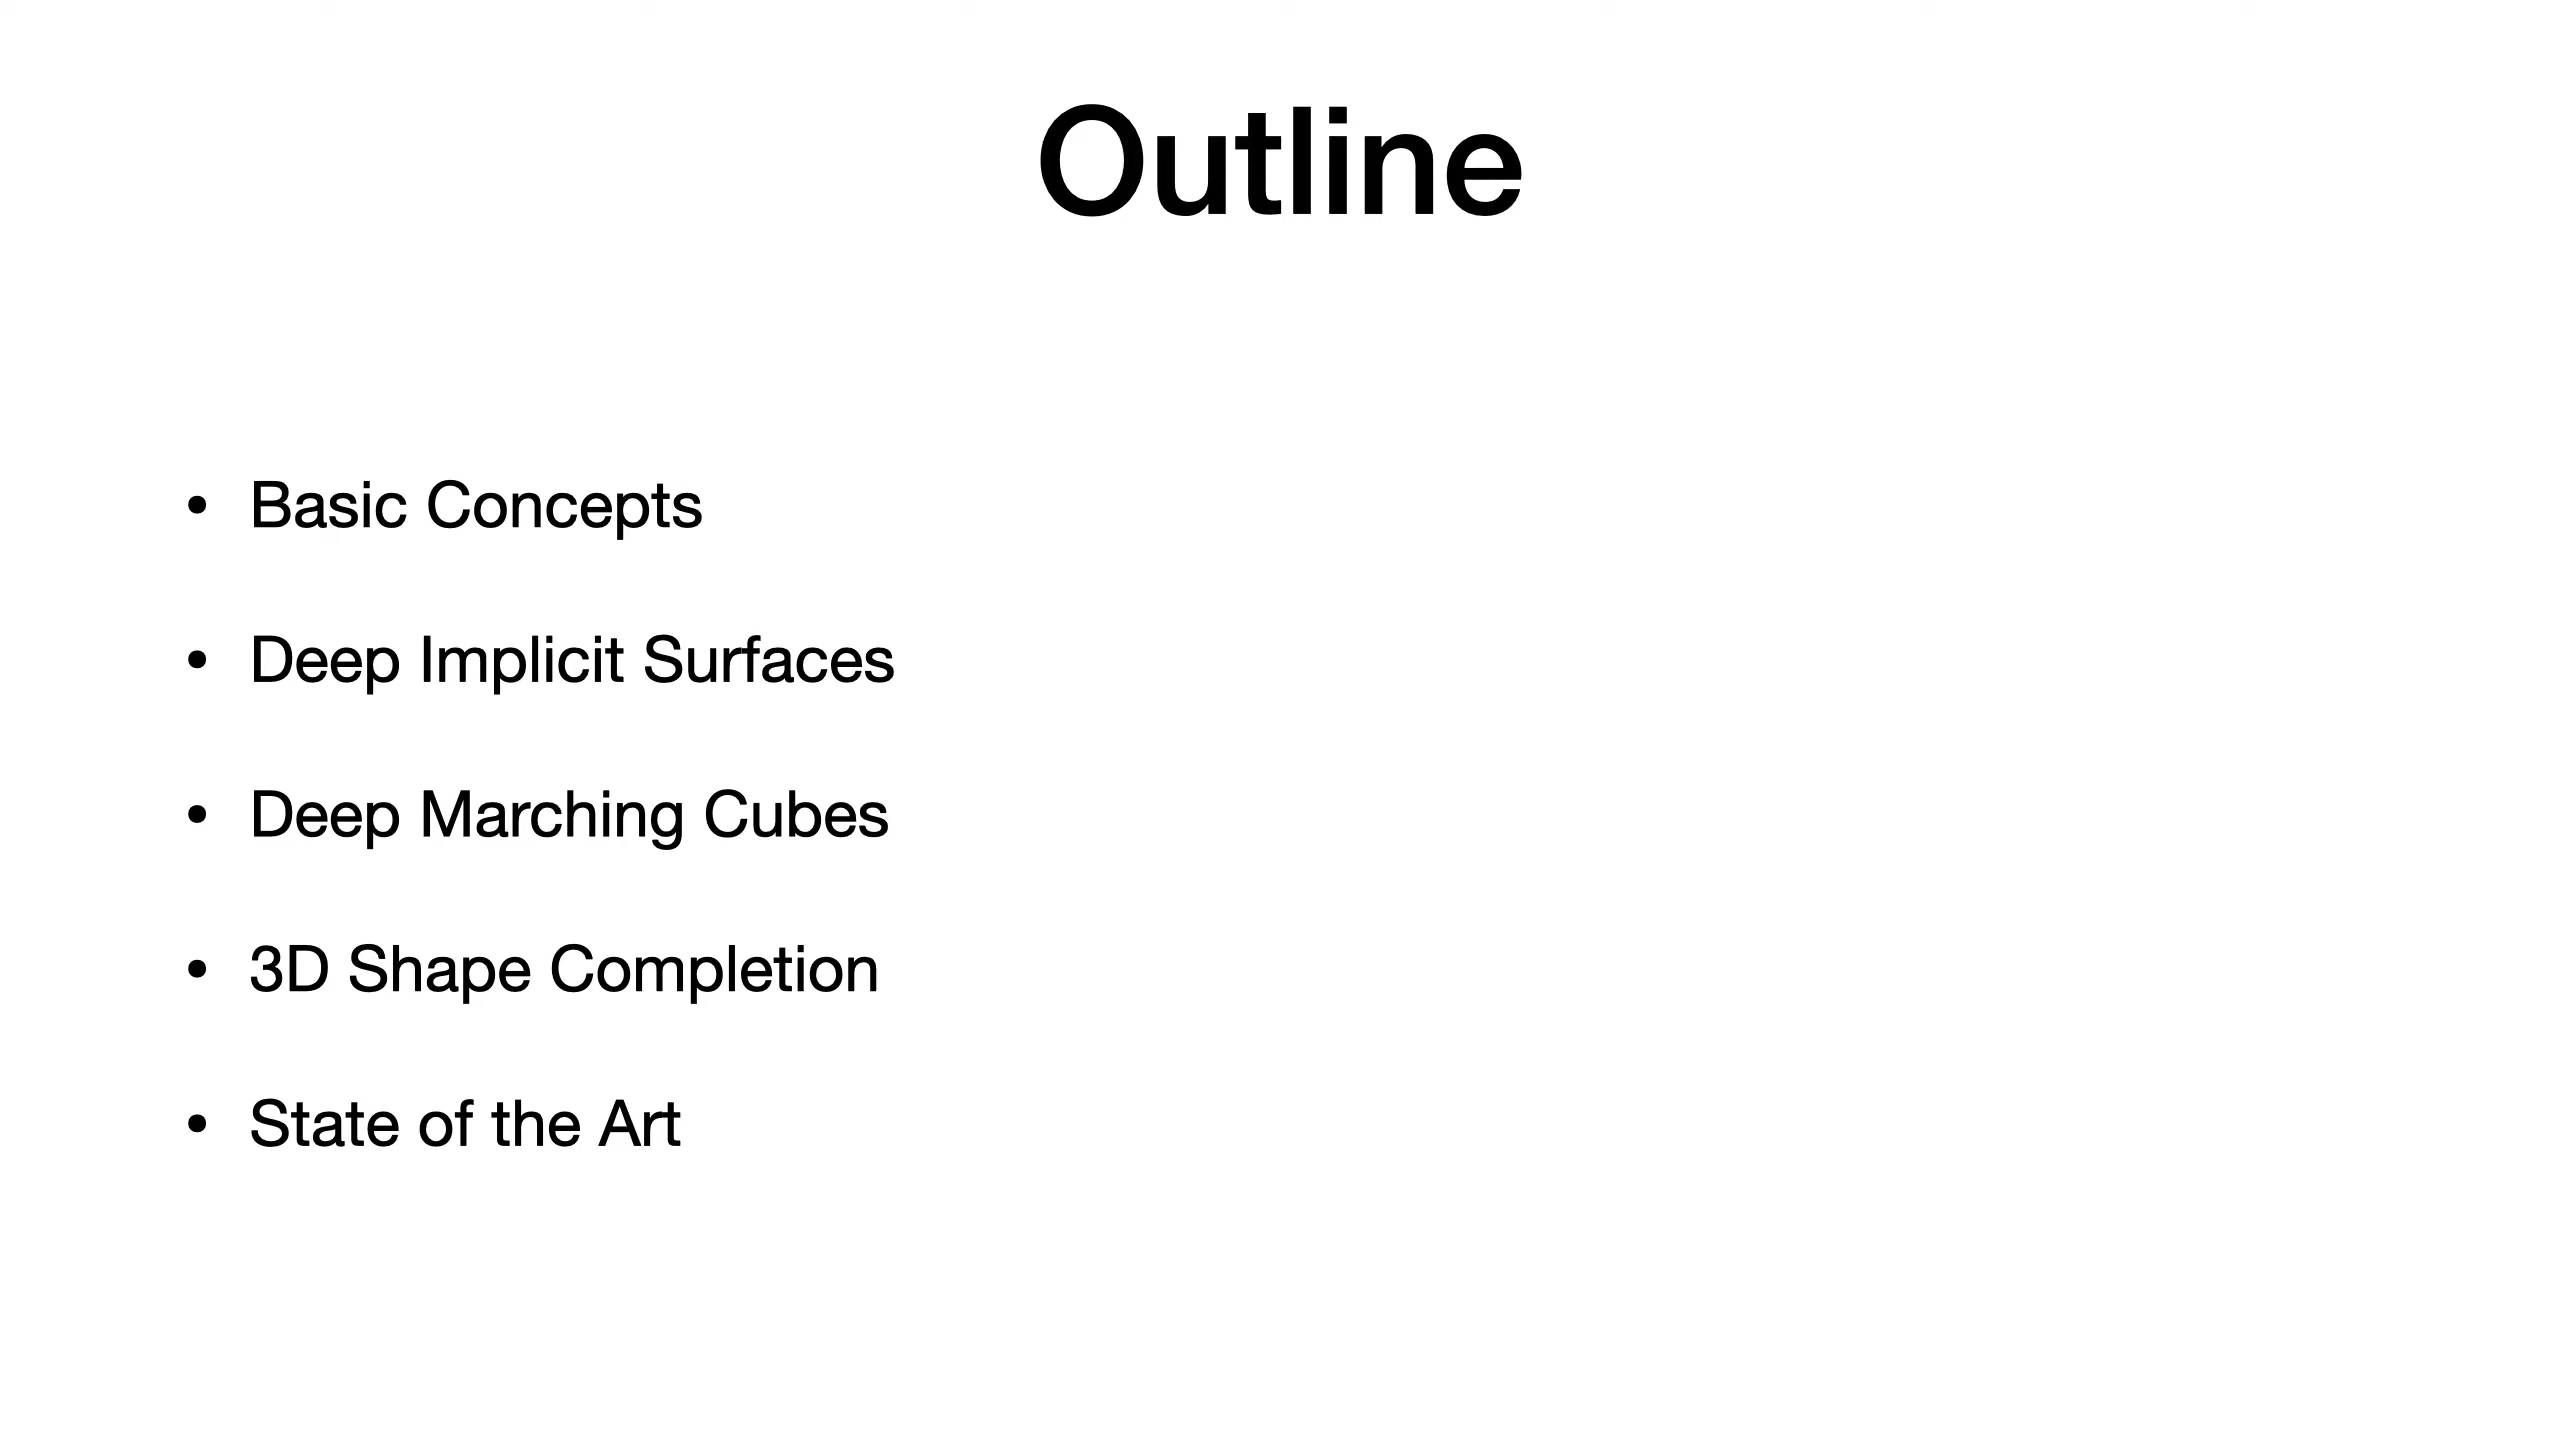 Outline
• Basic Concepts
• Deep Implicit Surfaces
• Deep Marching Cubes
• 3D Shape Completion
• State of the Art